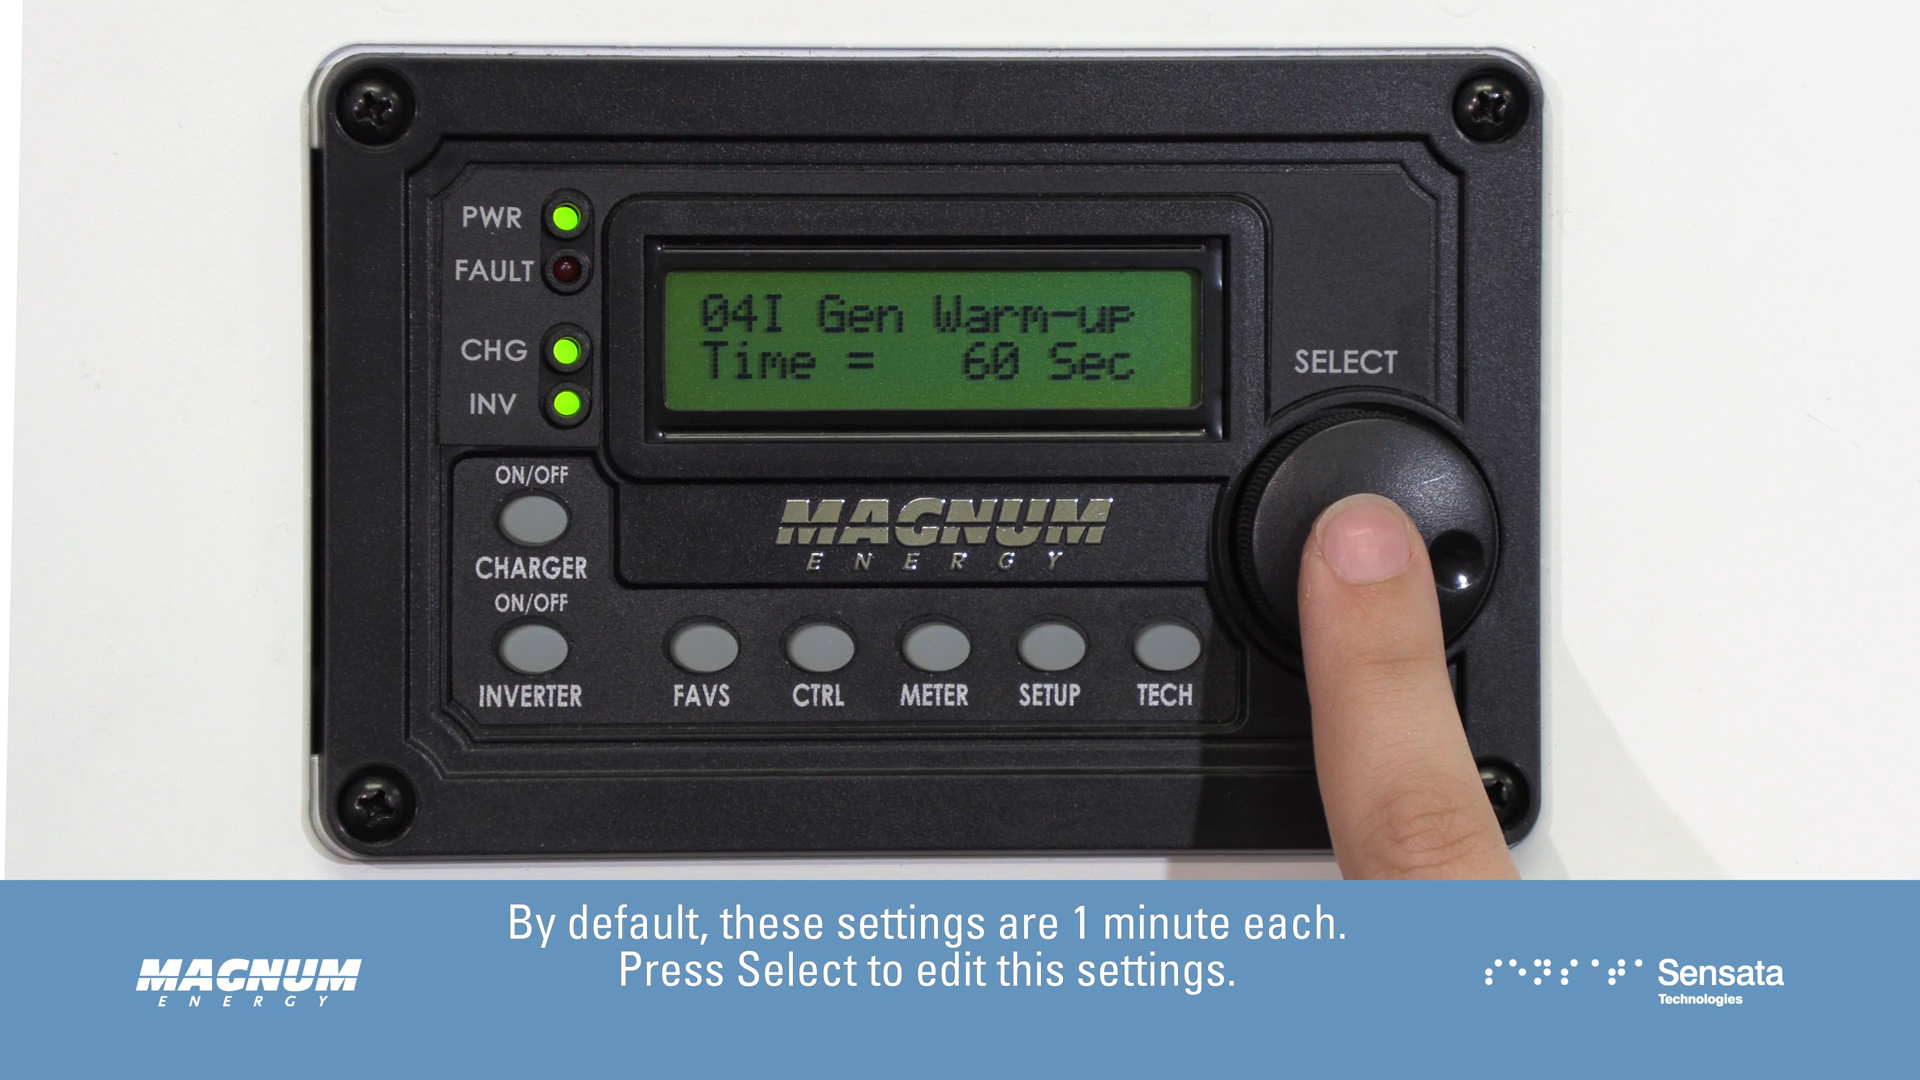 PWR
FAULT
CHG
INV
04I Gen Warm-up
Time = 60 Sec
SELECT
ON/OFF
CHARGER
ON/OFF
INVERTER
MAGNUM
ENERGY
FAVS
CTRL
METER
SETUP
TECH
By default, these settings are 1 minute each.
Press Select to edit this settings.
MAGNUM
ENERGY
Sensata
Technologies